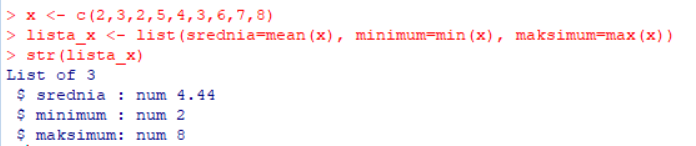 > x <- c(2,3,2,5,4,3,6,7,8)
> lista_x <- list(srednia=mean(x), minimum=min(x), maksimum=max(x))
> str(lista_x)
List of 3
 $ srednia : num 4.44
 $ minimum : num 2
 $ maksimum: num 8